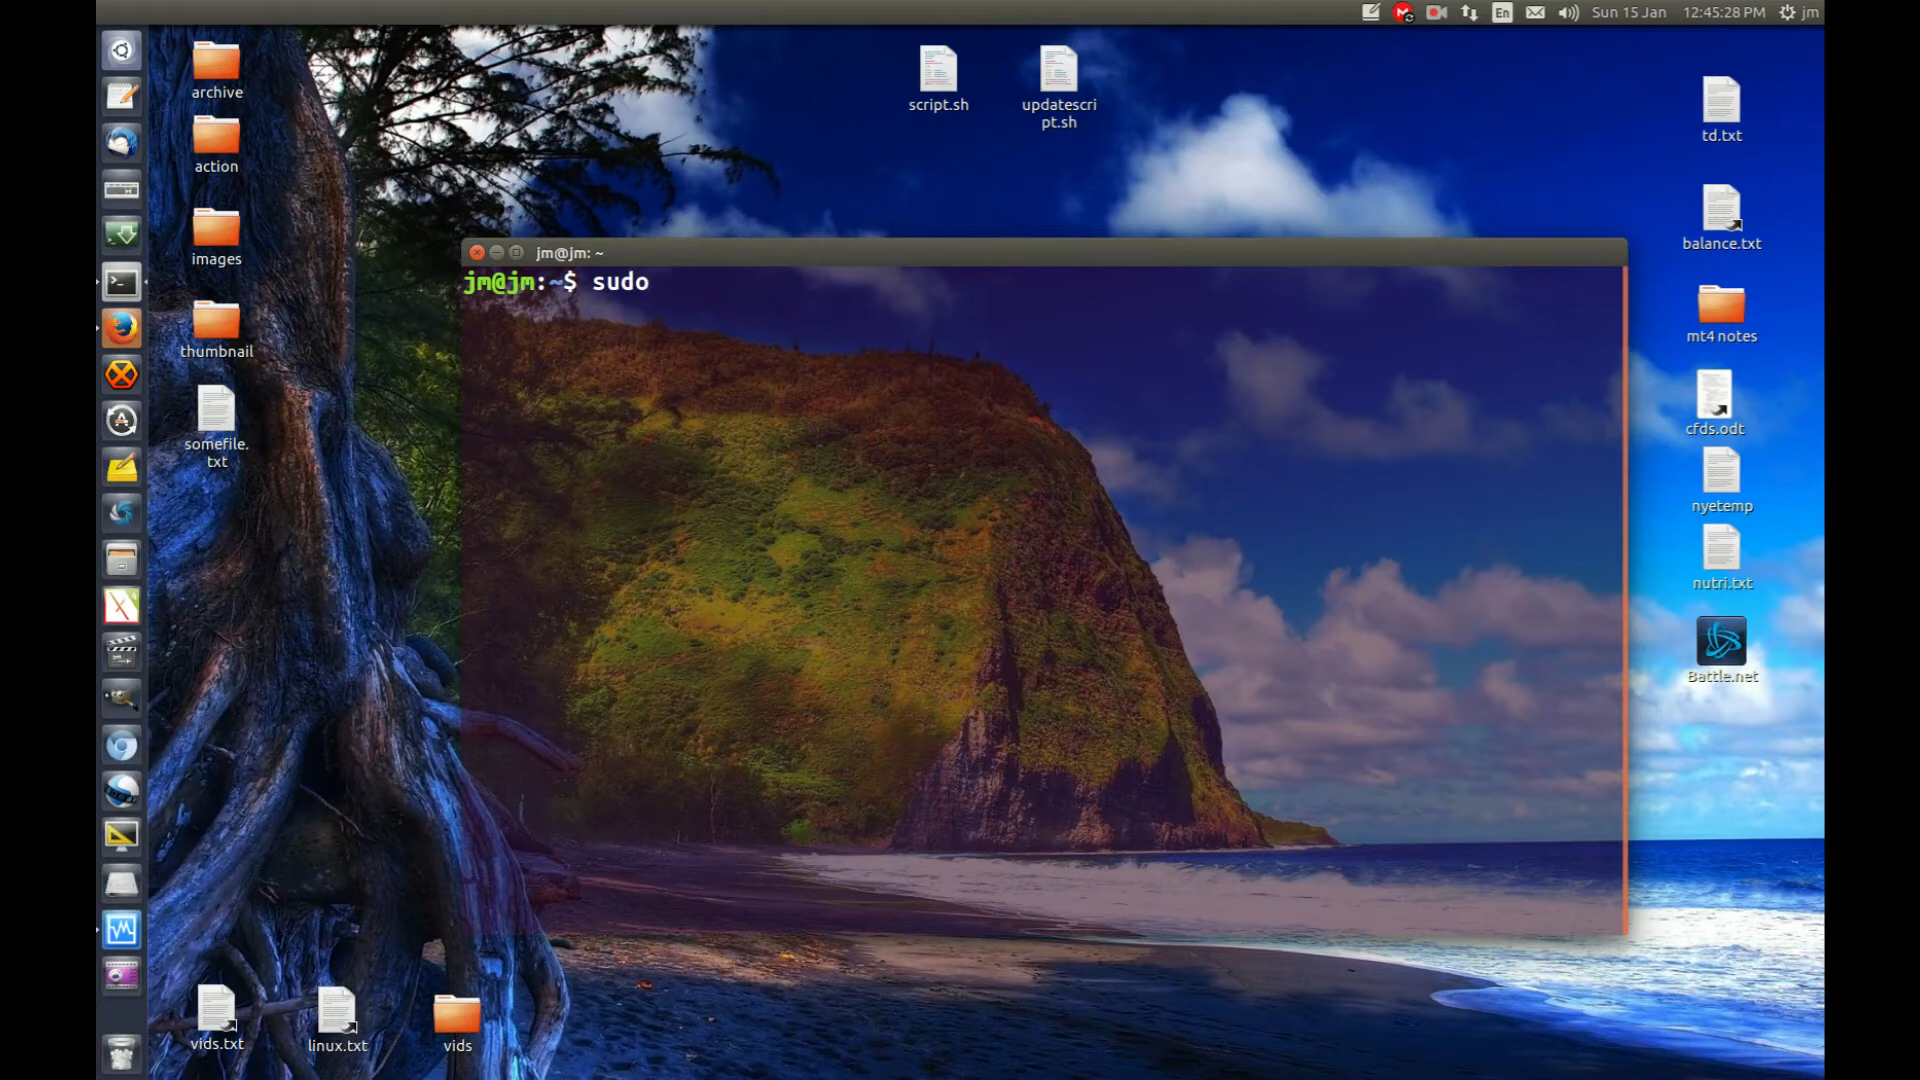 En
Sun 15 Jan
12:45:28 PM
jm
archive
action
images
thumbnail
somefile.
txt
script.sh
updatescri
pt.sh
td.txt
balance.txt
mt4 notes
cfds.odt
nyetemp
nutri.txt
Battle.net
jm@jm: ~
jm@jm:~$ sudo
vids.txt
linux.txt
vids